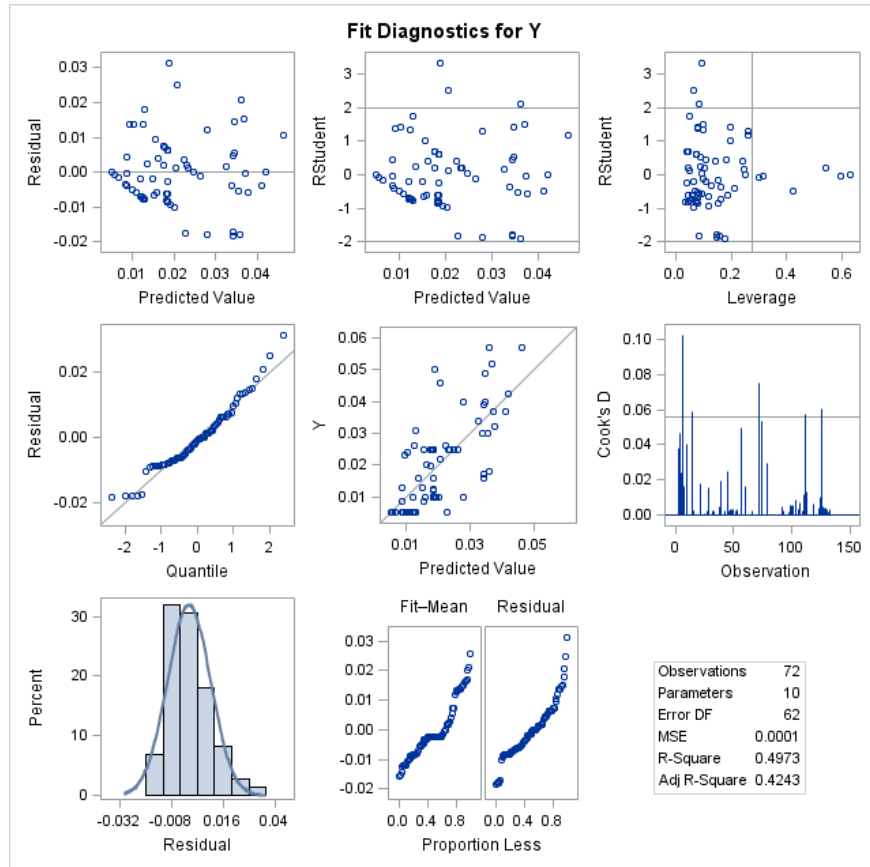 Fit Diagnostics for Y
Residual
0.03
0.02
0.01
0.00
-0.01
-0.02
0.01 0.02 0.03 0.04
Predicted Value
RStudent
3
2
1
0
-1
-2
0.01 0.02 0.03 0.04
Predicted Value
RStudent
3
2
1
0
-1
-2
0.0 0.2 0.4 0.6
Leverage
Residual
0.02
0.00
-0.02
-2 -1 0 1 2
Quantile
Y
0.06
0.05
0.04
0.03
0.02
0.01
0.01 0.03 0.05
Predicted Value
Cook's D
0.10
0.08
0.06
0.04
0.02
0.00
0 50 100 150
Observation
Percent
30
20
10
0
-0.032 -0.008 0.016 0.04
Residual
Fit–Mean Residual
0.03
0.02
0.01
0.00
-0.01
-0.02
0.0 0.4 0.8 0.0 0.4 0.8
Proportion Less
Observations 72
Parameters 10
Error DF 62
MSE 0.0001
R-Square 0.4973
Adj R-Square 0.4243